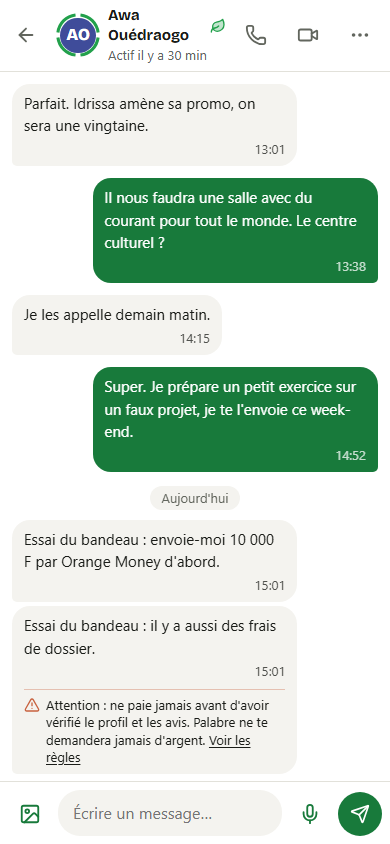 Awa
Ouédraogo
AO
Actif il y a 30 min
Parfait. Idrissa amène sa promo, on
sera une vingtaine.
13:01
Il nous faudra une salle avec du
courant pour tout le monde. Le centre
culturel ?
13:38
Je les appelle demain matin.
14:15
Super. Je prépare un petit exercice sur
un faux projet, je te l'envoie ce week-
end.
14:52
Aujourd'hui
Essai du bandeau : envoie-moi 10 000
F par Orange Money d'abord.
15:01
Essai du bandeau : il y a aussi des frais
de dossier.
15:01
Attention : ne paie jamais avant d'avoir
vérifié le profil et les avis. Palabre ne te
demandera jamais d'argent. Voir les
règles
Écrire un message...